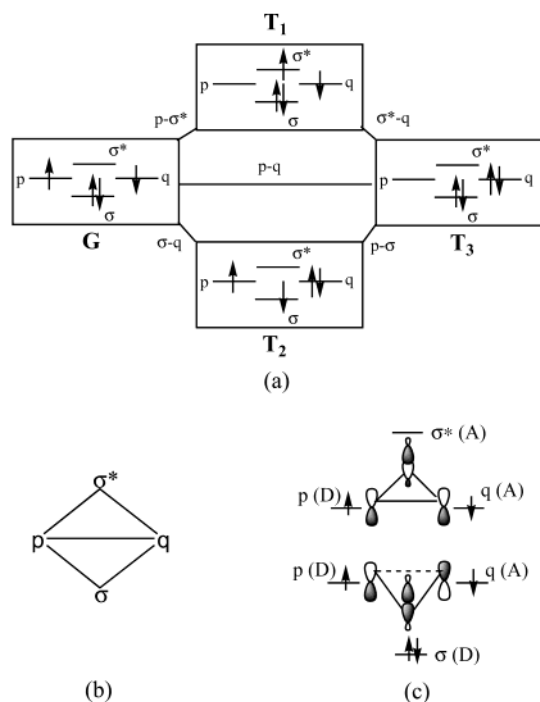 T₁
σ*
p
q
σ
p-σ*
σ*-q
σ*
p
q
σ
G
p-q
σ*
p
q
σ
T₃
σ-q
p-σ
σ*
p
q
σ
T₂
(a)
σ*
p
q
σ
(b)
σ* (A)
p (D)
q (A)
p (D)
q (A)
σ (D)
(c)